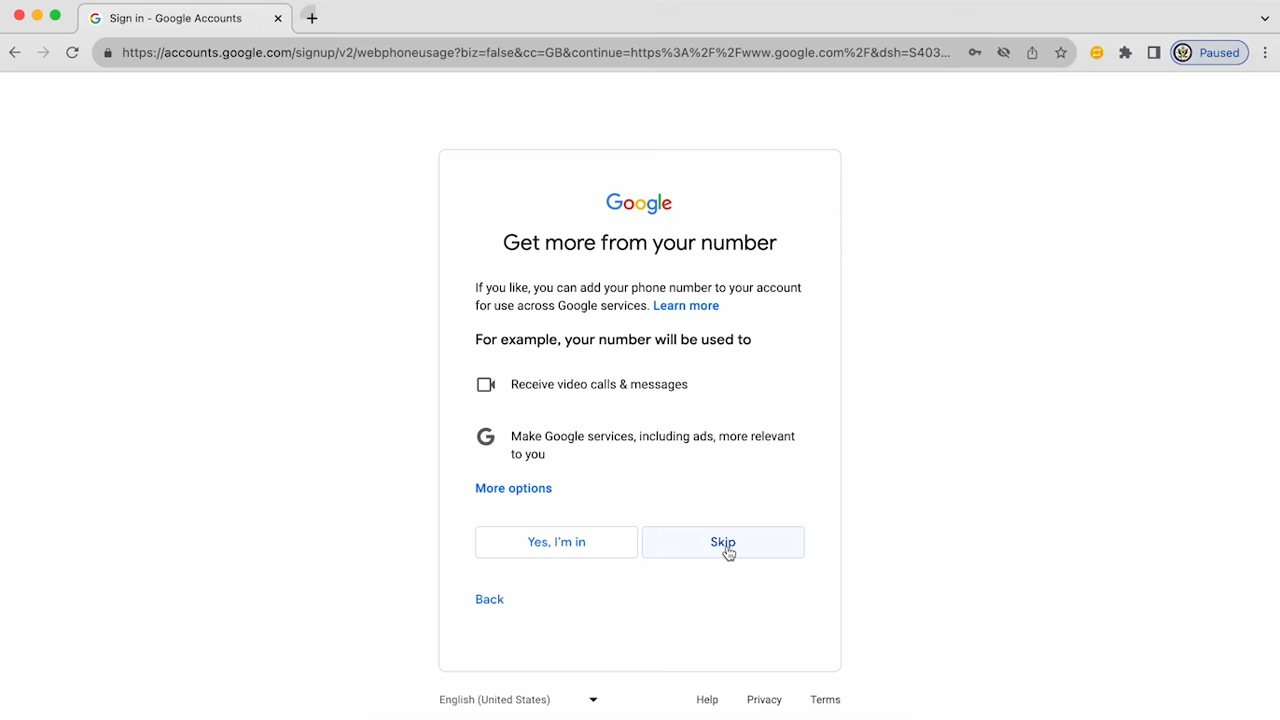 Sign in - Google Accounts
https://accounts.google.com/signup/v2/webphoneusage?biz=false&cc=GB&continue=https%3A%2F%2Fwww.google.com%2F&dsh=S403...
Paused
Google
Get more from your number
If you like, you can add your phone number to your account
for use across Google services. Learn more
For example, your number will be used to
Receive video calls & messages
Make Google services, including ads, more relevant
to you
More options
Yes, I'm in
Skip
Back
English (United States)
Help
Privacy
Terms